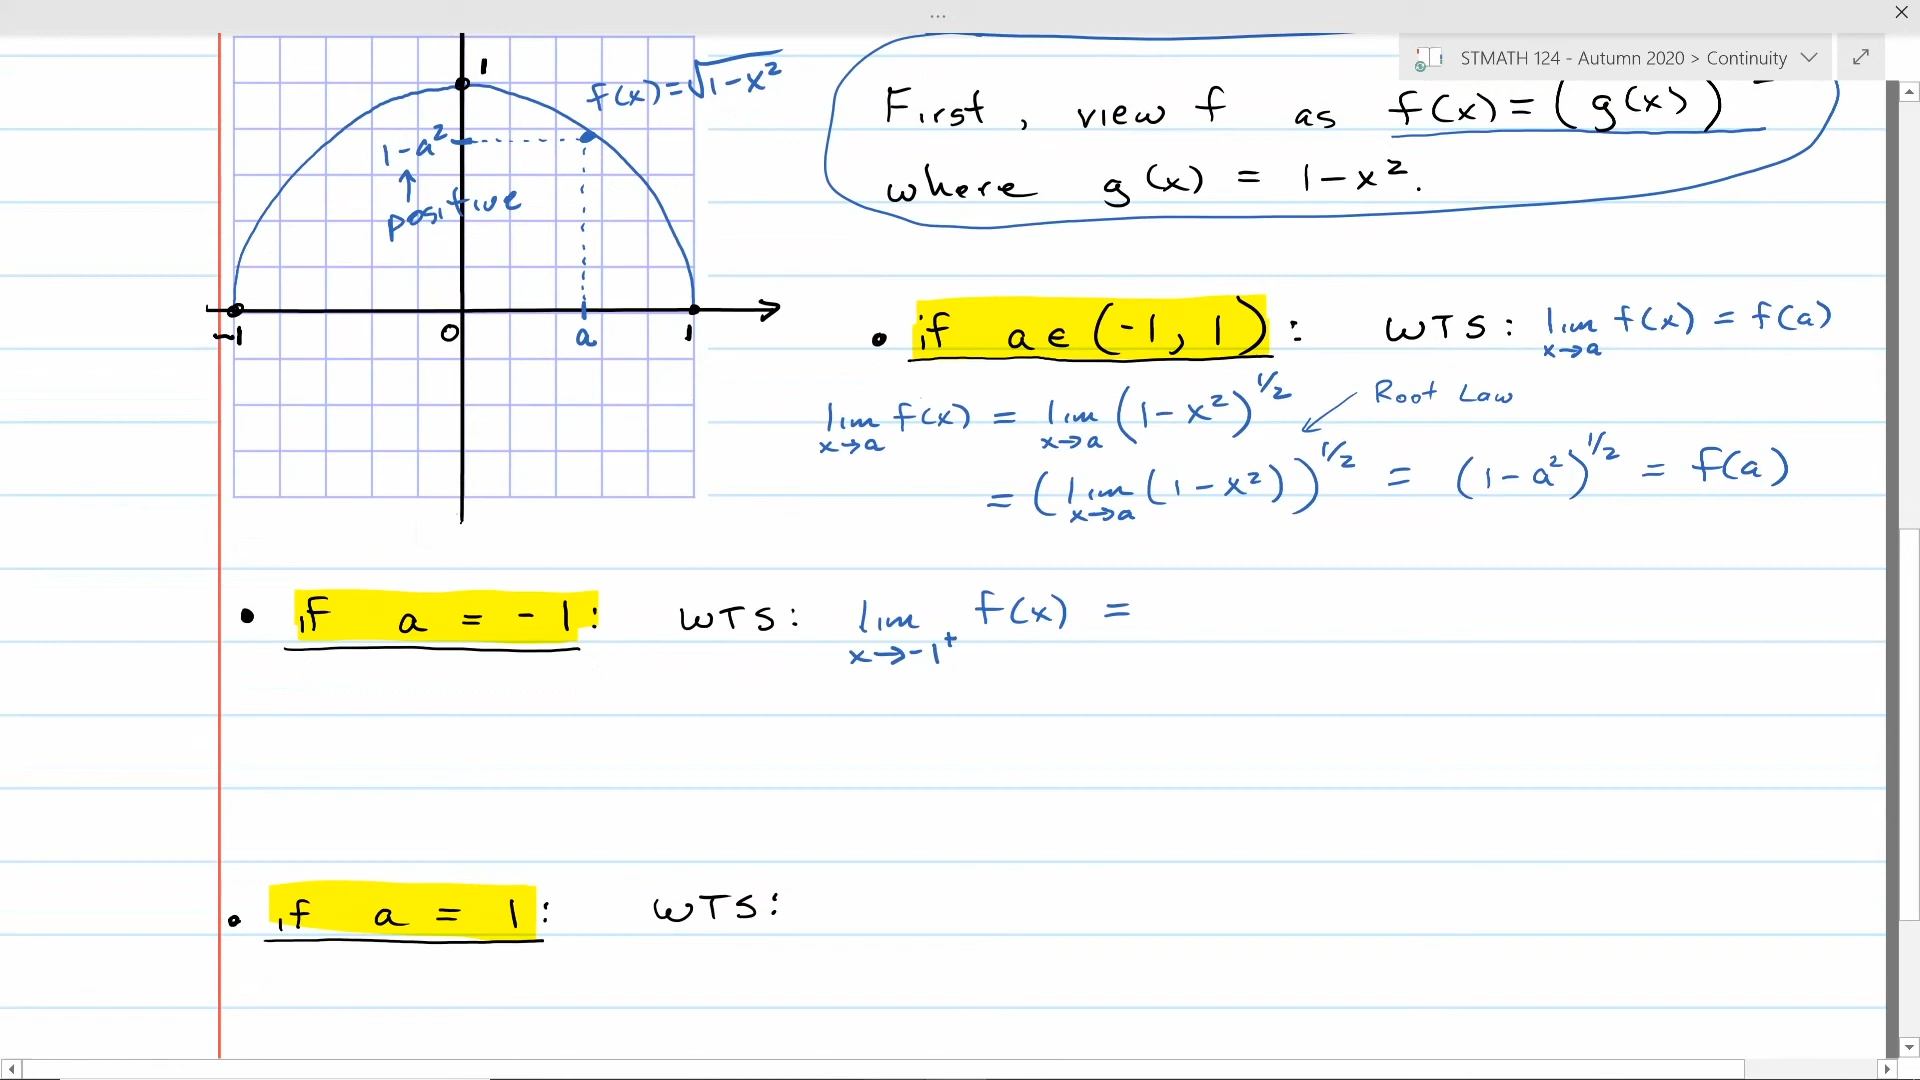 ...
STMATH 124 - Autumn 2020 > Continuity
1
f(x)=√1-x²
1-a²
↑
positive
-1 0 a 1
First, view f as f(x) = (g(x))
where g(x) = 1-x².
• if a ∈ (-1, 1): WTS: lim x→a f(x) = f(a)
lim x→a f(x) = lim x→a (1-x²)^1/2 Root Law
= (lim x→a (1-x²))^1/2 = (1-a²)^1/2 = f(a)
• if a = -1: WTS: lim x→-1⁺ f(x) =
• if a = 1: WTS: